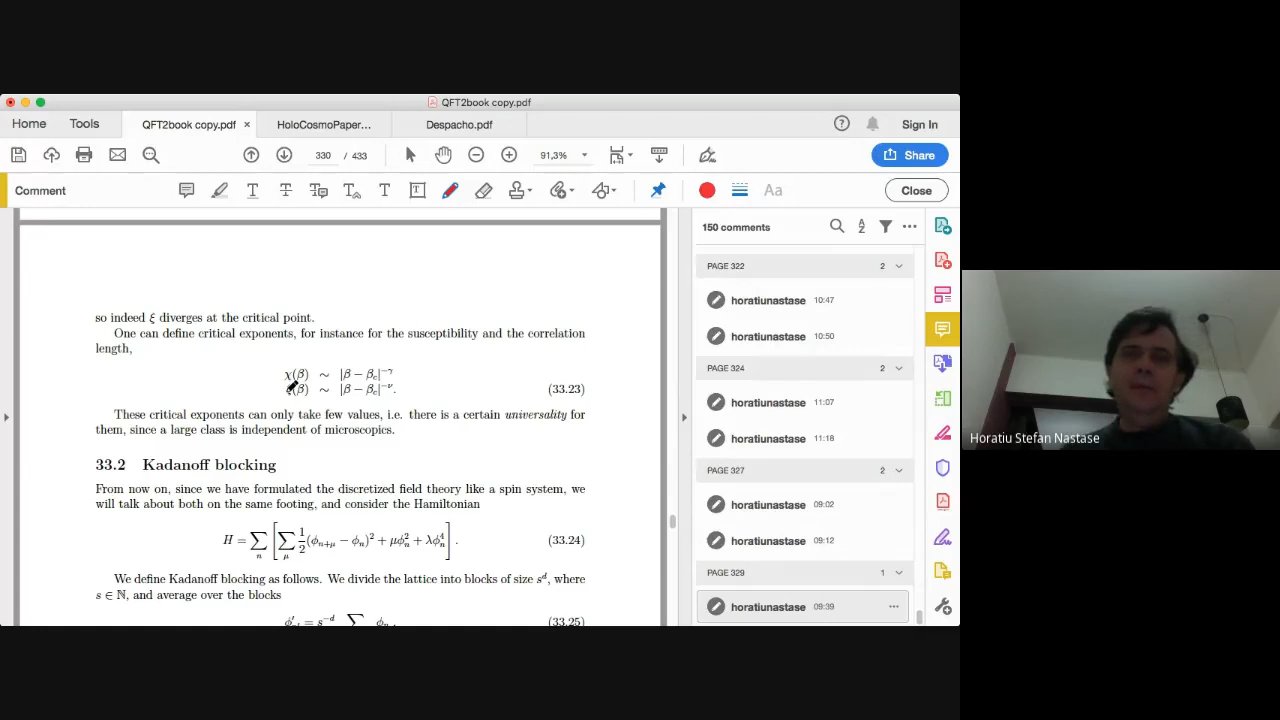 QFT2book copy.pdf
Home Tools QFT2book copy.pdf × HoloCosmoPaper... Despacho.pdf Sign In
330 / 433 91,3% Share
Comment Aa Close
so indeed ξ diverges at the critical point.
One can define critical exponents, for instance for the susceptibility and the correlation
length,
χ(β) ∼ |β − βc|^−γ
(β) ∼ |β − βc|^−ν. (33.23)
These critical exponents can only take few values, i.e. there is a certain universality for
them, since a large class is independent of microscopics.
33.2 Kadanoff blocking
From now on, since we have formulated the discretized field theory like a spin system, we
will talk about both on the same footing, and consider the Hamiltonian
H = ∑n [ ∑μ 1/2 (ϕn+μ − ϕn)^2 + μϕn^2 + λϕn^4 ] . (33.24)
We define Kadanoff blocking as follows. We divide the lattice into blocks of size s^d, where
s ∈ ℕ, and average over the blocks
= s^−d ∑ ϕn . (33.25)
150 comments
PAGE 322 2
horatiunastase 10:47
horatiunastase 10:50
PAGE 324 2
horatiunastase 11:07
horatiunastase 11:18
PAGE 327 2
horatiunastase 09:02
horatiunastase 09:12
PAGE 329 1
horatiunastase 09:39 ...
Horatiu Stefan Nastase